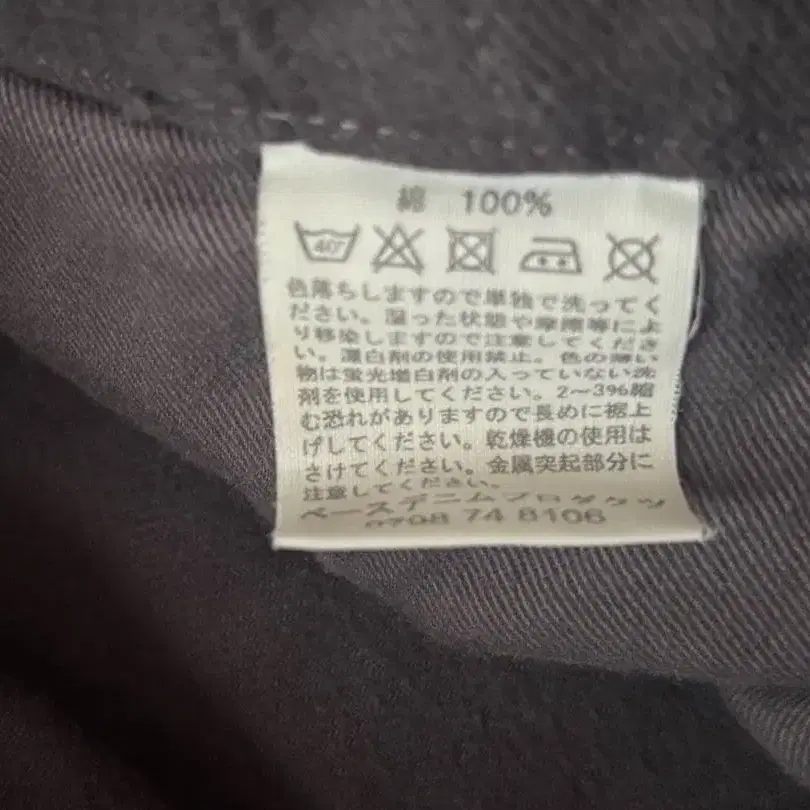 綿 100%
40
色落ちしますので単独で洗ってく
ださい。湿った状態や摩擦等によ
り移染しますので注意してくださ
い。漂白剤の使用禁止。色の薄い
物は蛍光増白剤の入っていない洗
剤を使用してください。2〜3%縮
む恐れがありますので長めに裾上
げしてください。乾燥機の使用は
さけてください。金属突起部分に
注意してください。
ベースデニムプロダクツ
0708 74 8106